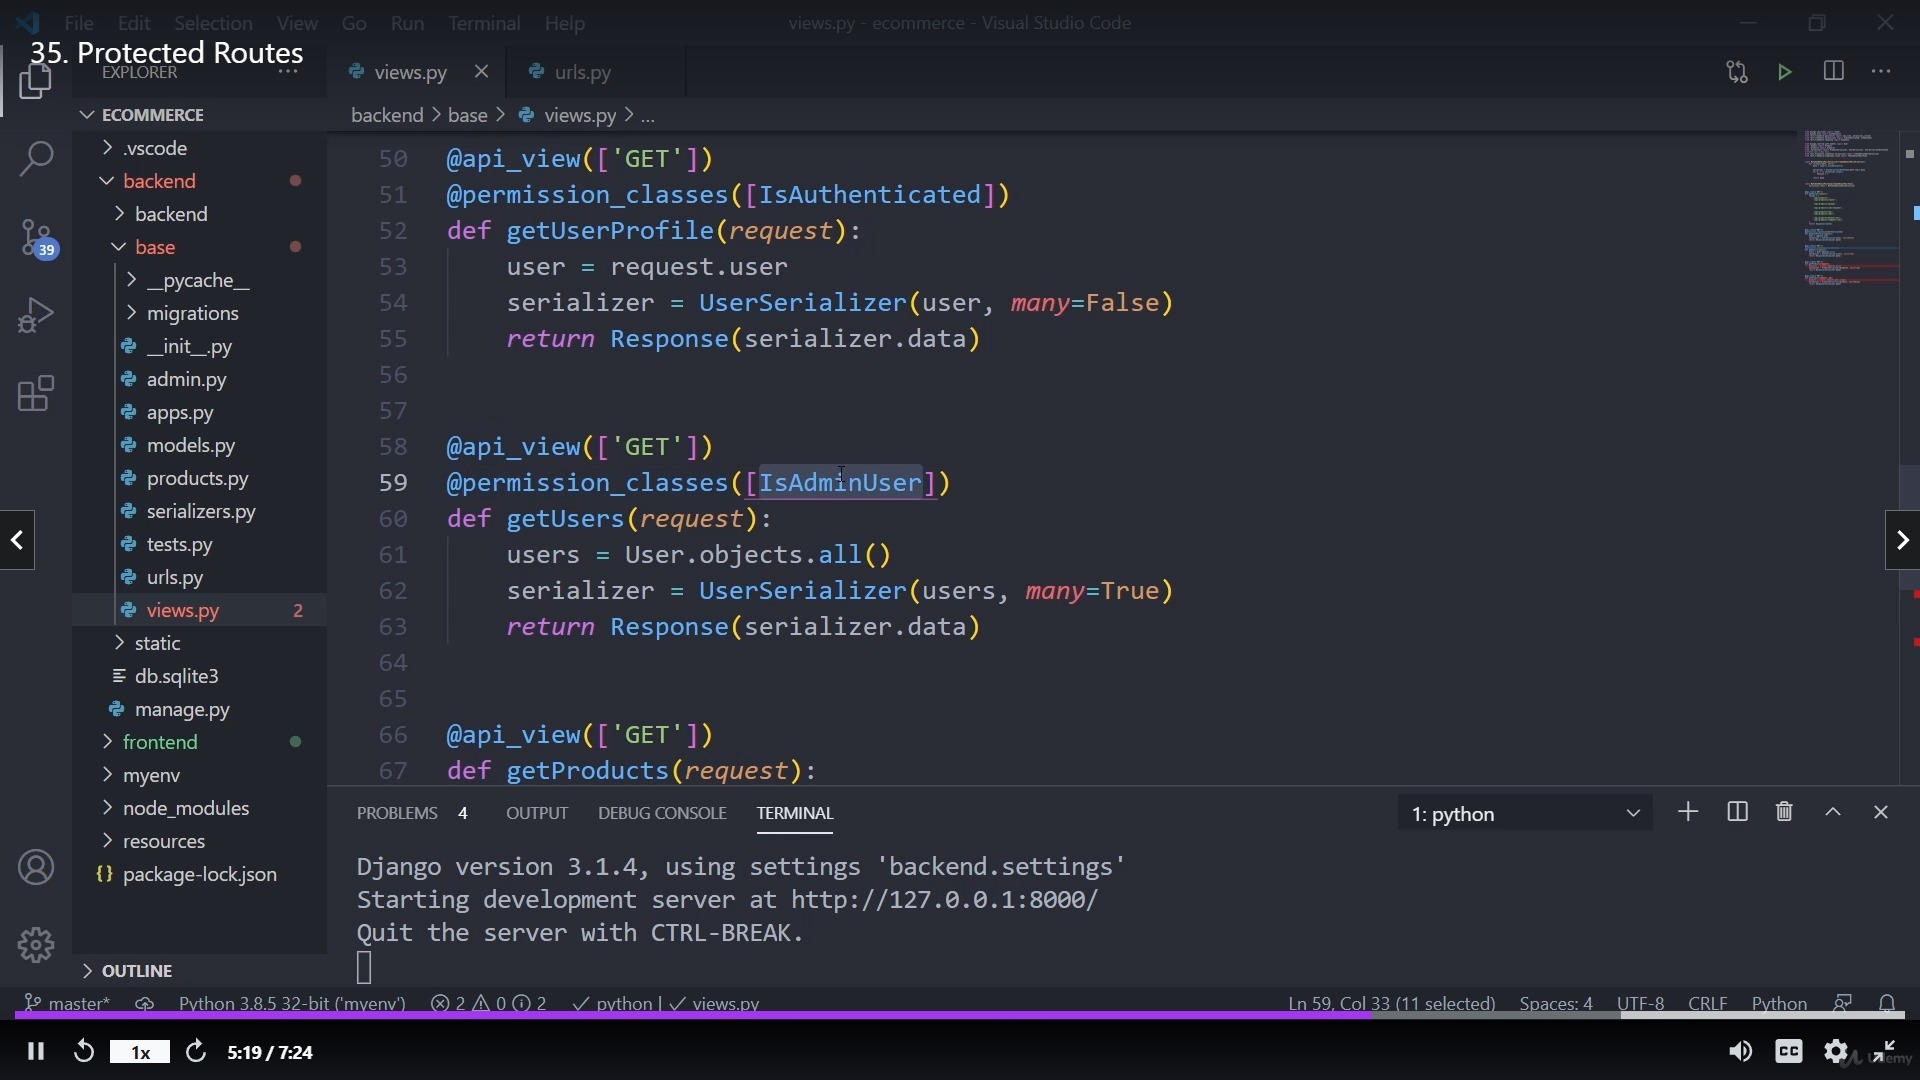 File Edit Selection View Go Run Terminal Help
views.py - ecommerce - Visual Studio Code
35. Protected Routes
EXPLORER
views.py
urls.py
ECOMMERCE
backend > base > views.py > ...
.vscode
backend
backend
base
__pycache__
migrations
__init__.py
admin.py
apps.py
models.py
products.py
serializers.py
tests.py
urls.py
views.py 2
static
db.sqlite3
manage.py
frontend
myenv
node_modules
resources
{} package-lock.json
OUTLINE
39
50 @api_view(['GET'])
51 @permission_classes([IsAuthenticated])
52 def getUserProfile(request):
53 user = request.user
54 serializer = UserSerializer(user, many=False)
55 return Response(serializer.data)
56
57
58 @api_view(['GET'])
59 @permission_classes([IsAdminUser])
60 def getUsers(request):
61 users = User.objects.all()
62 serializer = UserSerializer(users, many=True)
63 return Response(serializer.data)
64
65
66 @api_view(['GET'])
67 def getProducts(request):
PROBLEMS 4 OUTPUT DEBUG CONSOLE TERMINAL
1: python
Django version 3.1.4, using settings 'backend.settings'
Starting development server at http://127.0.0.1:8000/
Quit the server with CTRL-BREAK.
master* Python 3.8.5 32-bit ('myenv') 2 0 2 python | views.py
Ln 59, Col 33 (11 selected) Spaces: 4 UTF-8 CRLF Python
1x
5:19 / 7:24
CC
Udemy